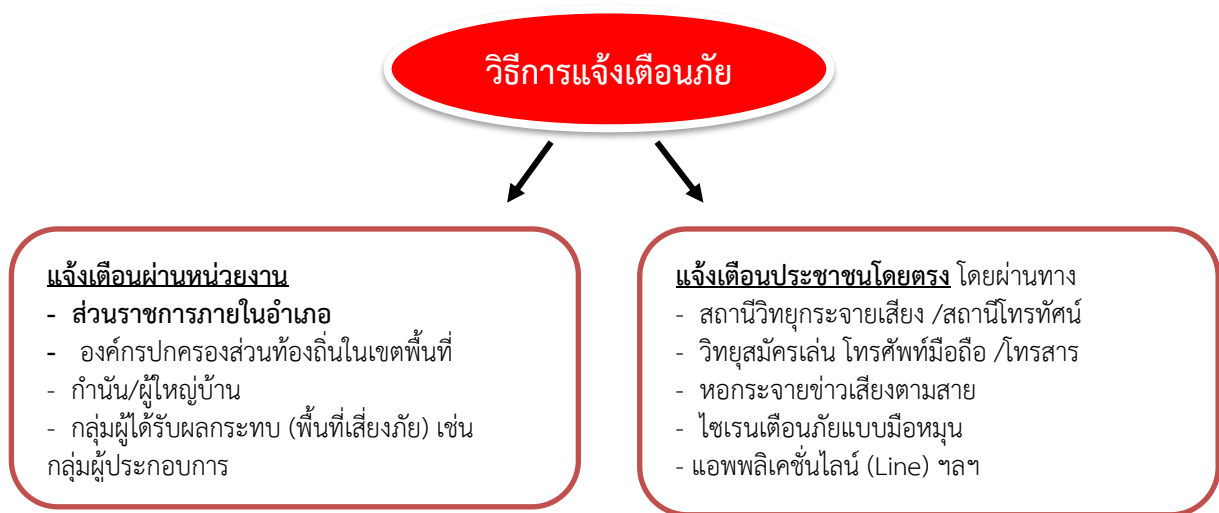 วิธีการแจ้งเตือนภัย
แจ้งเตือนผ่านหน่วยงาน
- ส่วนราชการภายในอำเภอ
- องค์กรปกครองส่วนท้องถิ่นในเขตพื้นที่
- กำนัน/ผู้ใหญ่บ้าน
- กลุ่มผู้ได้รับผลกระทบ (พื้นที่เสี่ยงภัย) เช่น
กลุ่มผู้ประกอบการ
แจ้งเตือนประชาชนโดยตรง โดยผ่านทาง
- สถานีวิทยุกระจายเสียง /สถานีโทรทัศน์
- วิทยุสมัครเล่น โทรศัพท์มือถือ /โทรสาร
- หอกระจายข่าวเสียงตามสาย
- ไซเรนเตือนภัยแบบมือหมุน
- แอพพลิเคชั่นไลน์ (Line) ฯลฯ